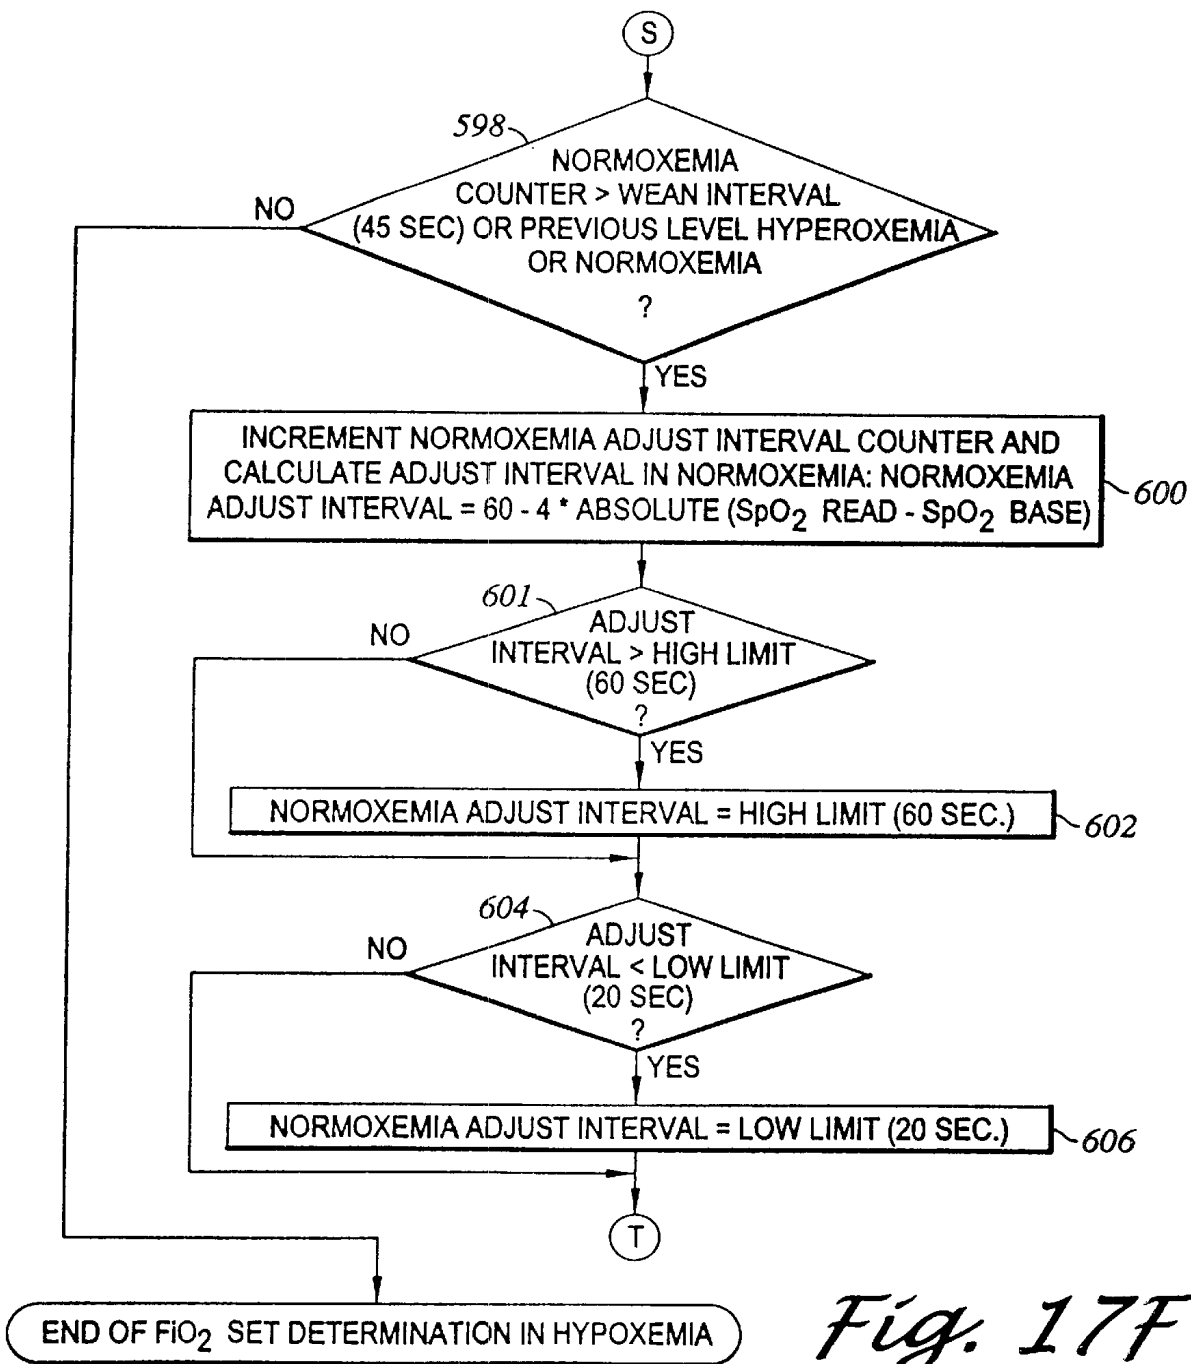 S
598
NORMOXEMIA
COUNTER > WEAN INTERVAL
(45 SEC) OR PREVIOUS LEVEL HYPEROXEMIA
OR NORMOXEMIA
?
NO
YES
INCREMENT NORMOXEMIA ADJUST INTERVAL COUNTER AND
CALCULATE ADJUST INTERVAL IN NORMOXEMIA: NORMOXEMIA
ADJUST INTERVAL = 60 - 4 * ABSOLUTE (SpO2 READ - SpO2 BASE)
600
601
ADJUST
INTERVAL > HIGH LIMIT
(60 SEC)
?
NO
YES
NORMOXEMIA ADJUST INTERVAL = HIGH LIMIT (60 SEC.)
602
604
ADJUST
INTERVAL < LOW LIMIT
(20 SEC)
?
NO
YES
NORMOXEMIA ADJUST INTERVAL = LOW LIMIT (20 SEC.)
606
T
END OF FiO2 SET DETERMINATION IN HYPOXEMIA
Fig. 17F